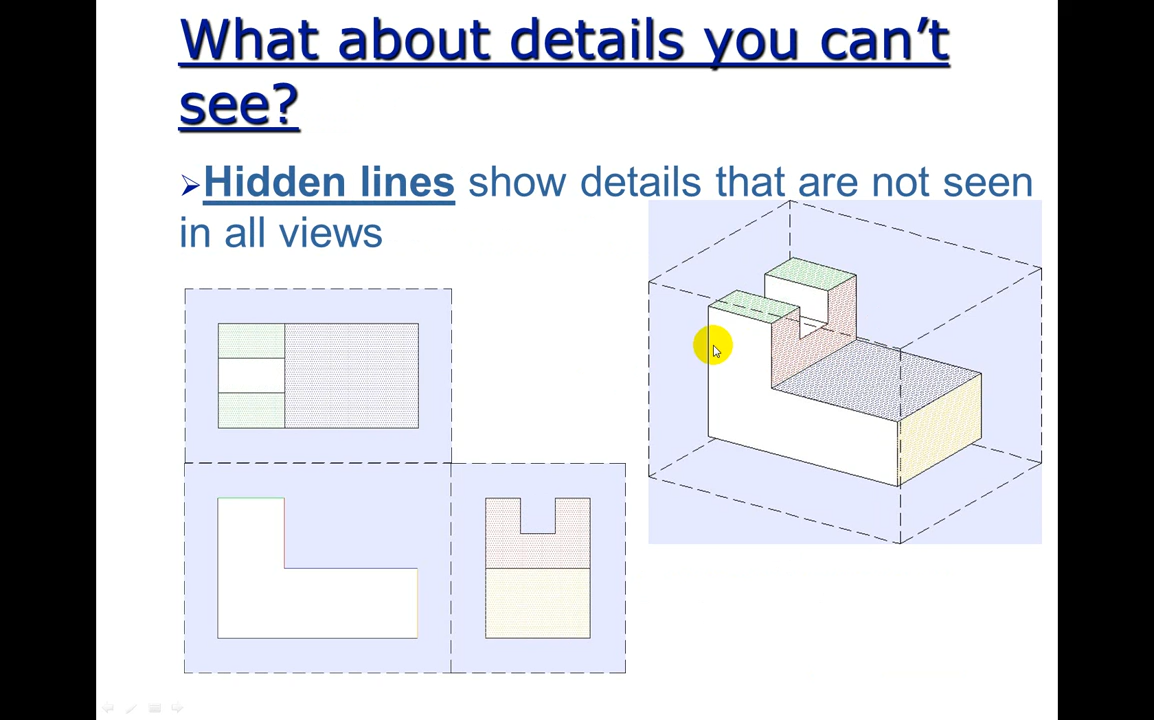 What about details you can’t
see?
Hidden lines show details that are not seen
in all views